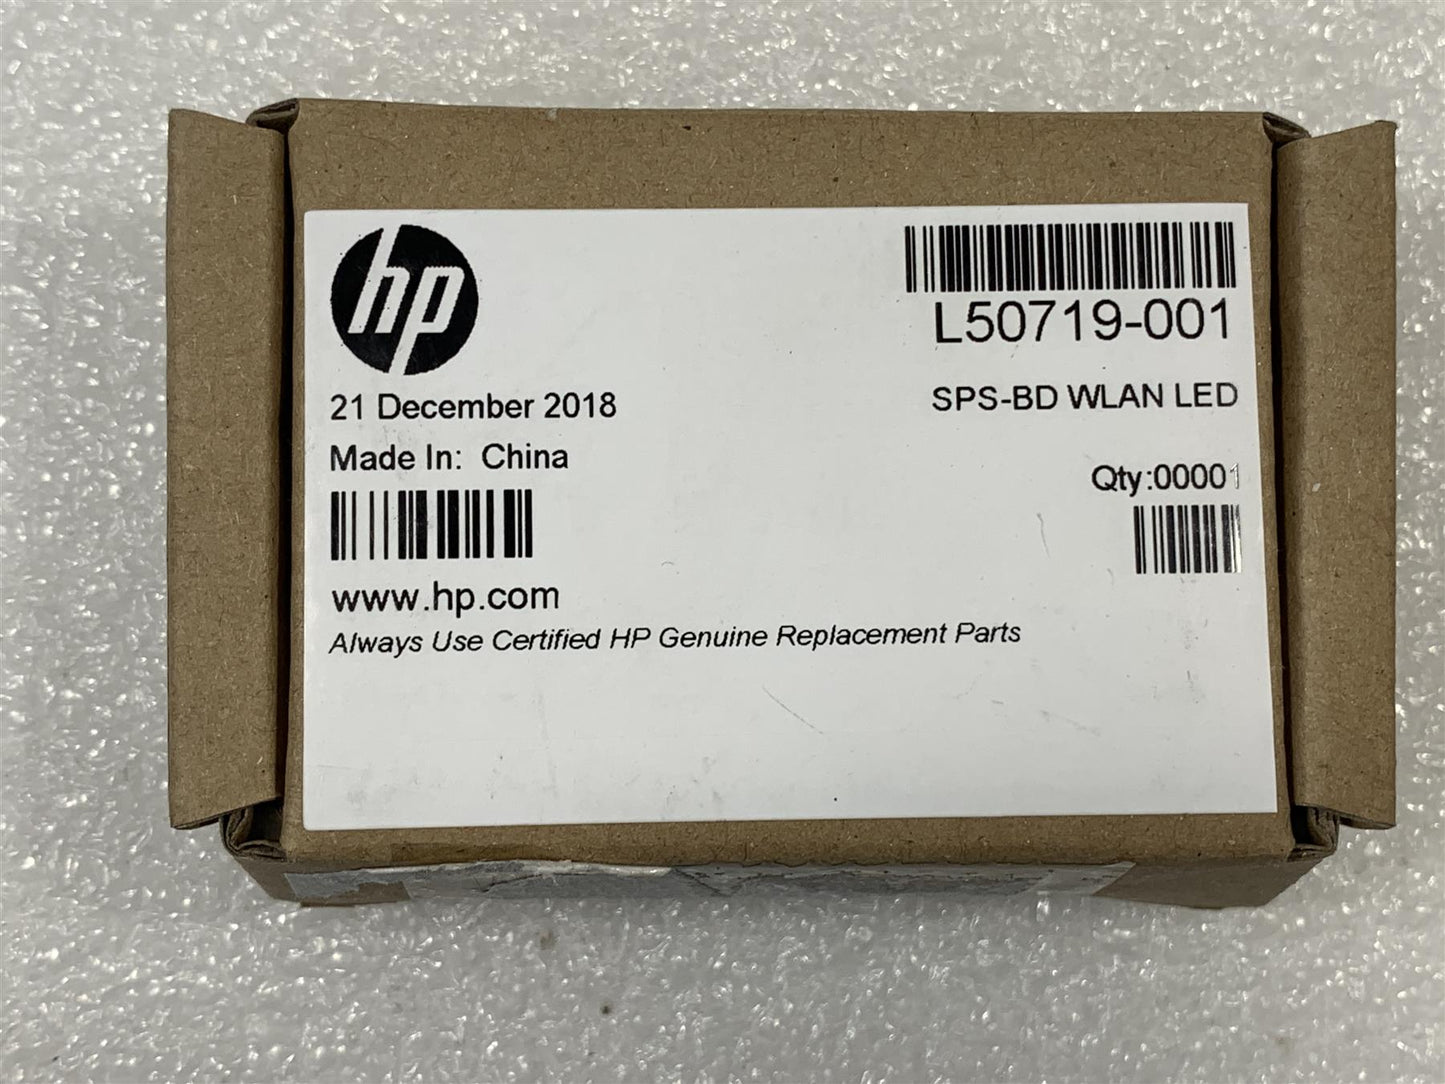 hp
L50719-001
21 December 2018
SPS-BD WLAN LED
Made In: China
Qty:00001
www.hp.com
Always Use Certified HP Genuine Replacement Parts